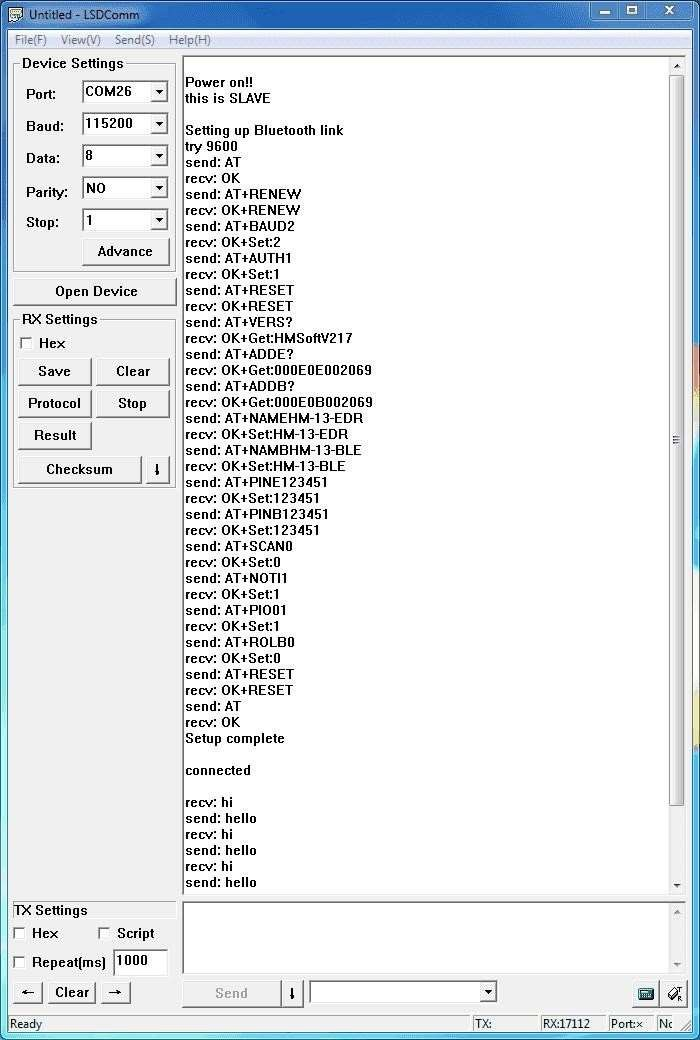 Untitled - LSDComm
File(F) View(V) Send(S) Help(H)
Device Settings
Port: COM26
Baud: 115200
Data: 8
Parity: NO
Stop: 1
Advance
Open Device
RX Settings
Hex
Save Clear
Protocol Stop
Result
Checksum
Power on!!
this is SLAVE
Setting up Bluetooth link
try 9600
send: AT
recv: OK
send: AT+RENEW
recv: OK+RENEW
send: AT+BAUD2
recv: OK+Set:2
send: AT+AUTH1
recv: OK+Set:1
send: AT+RESET
recv: OK+RESET
send: AT+VERS?
recv: OK+Get:HMSoftV217
send: AT+ADDE?
recv: OK+Get:000E0E002069
send: AT+ADDB?
recv: OK+Get:000E0B002069
send: AT+NAMEHM-13-EDR
recv: OK+Set:HM-13-EDR
send: AT+NAMBHM-13-BLE
recv: OK+Set:HM-13-BLE
send: AT+PINE123451
recv: OK+Set:123451
send: AT+PINB123451
recv: OK+Set:123451
send: AT+SCAN0
recv: OK+Set:0
send: AT+NOTI1
recv: OK+Set:1
send: AT+PIO01
recv: OK+Set:1
send: AT+ROLB0
recv: OK+Set:0
send: AT+RESET
recv: OK+RESET
send: AT
recv: OK
Setup complete
connected
recv: hi
send: hello
recv: hi
send: hello
recv: hi
send: hello
TX Settings
Hex Script
Repeat(ms) 1000
← Clear →
Send
Ready TX: RX:17112 Port:× Nc